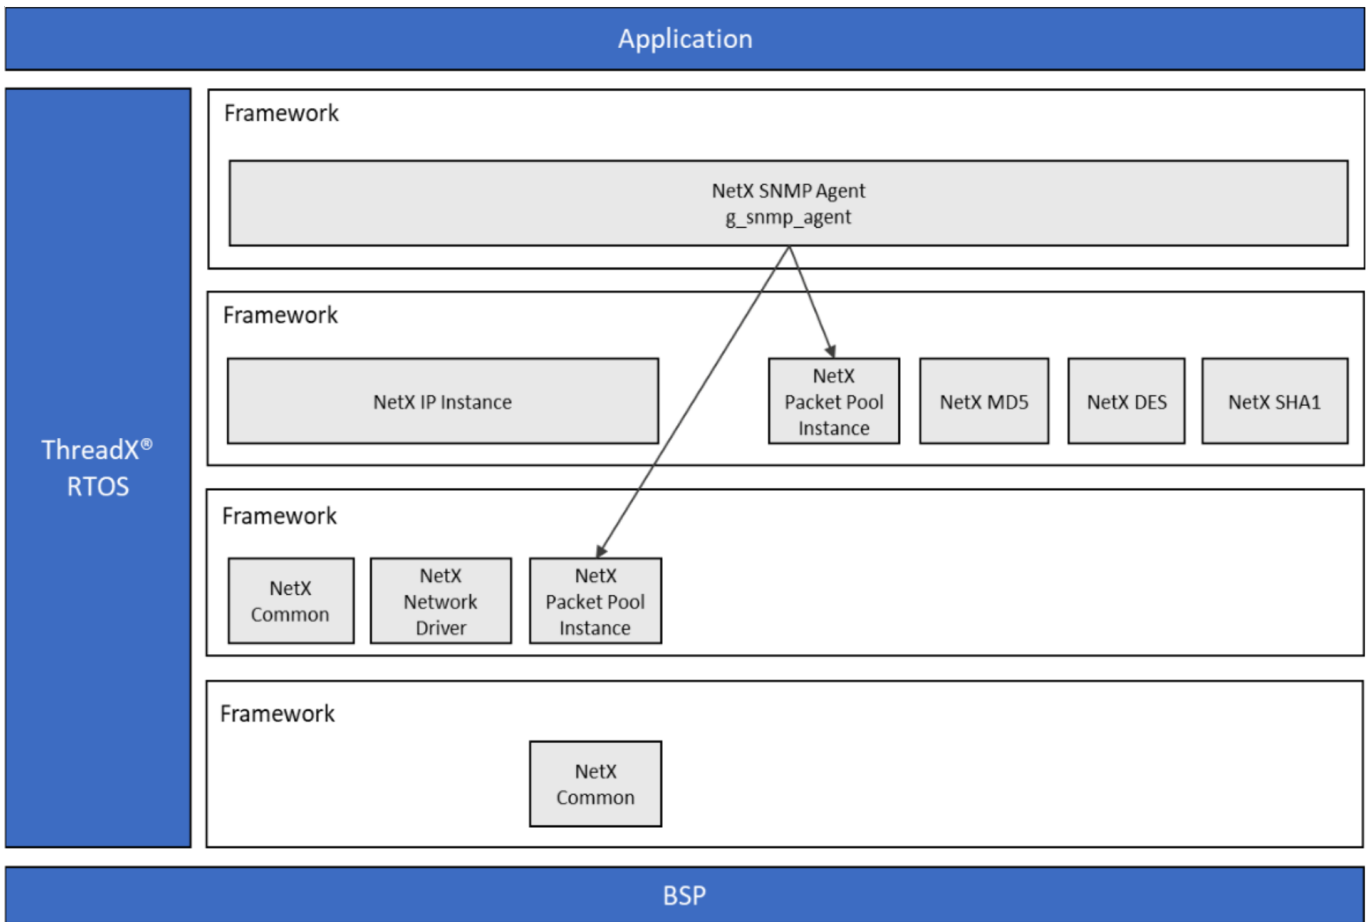 Application
ThreadX®
RTOS
Framework
NetX SNMP Agent
g_snmp_agent
Framework
NetX IP Instance
NetX
Packet Pool
Instance
NetX MD5
NetX DES
NetX SHA1
Framework
NetX
Common
NetX
Network
Driver
NetX
Packet Pool
Instance
Framework
NetX
Common
BSP